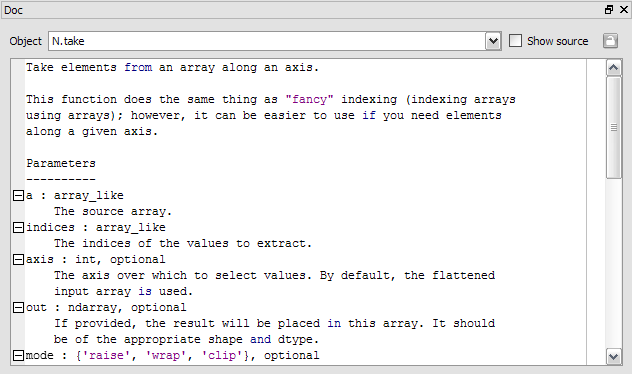 Doc
Object N.take Show source
Take elements from an array along an axis.

This function does the same thing as "fancy" indexing (indexing arrays
using arrays); however, it can be easier to use if you need elements
along a given axis.

Parameters
----------
a : array_like
    The source array.
indices : array_like
    The indices of the values to extract.
axis : int, optional
    The axis over which to select values. By default, the flattened
    input array is used.
out : ndarray, optional
    If provided, the result will be placed in this array. It should
    be of the appropriate shape and dtype.
mode : {'raise', 'wrap', 'clip'}, optional